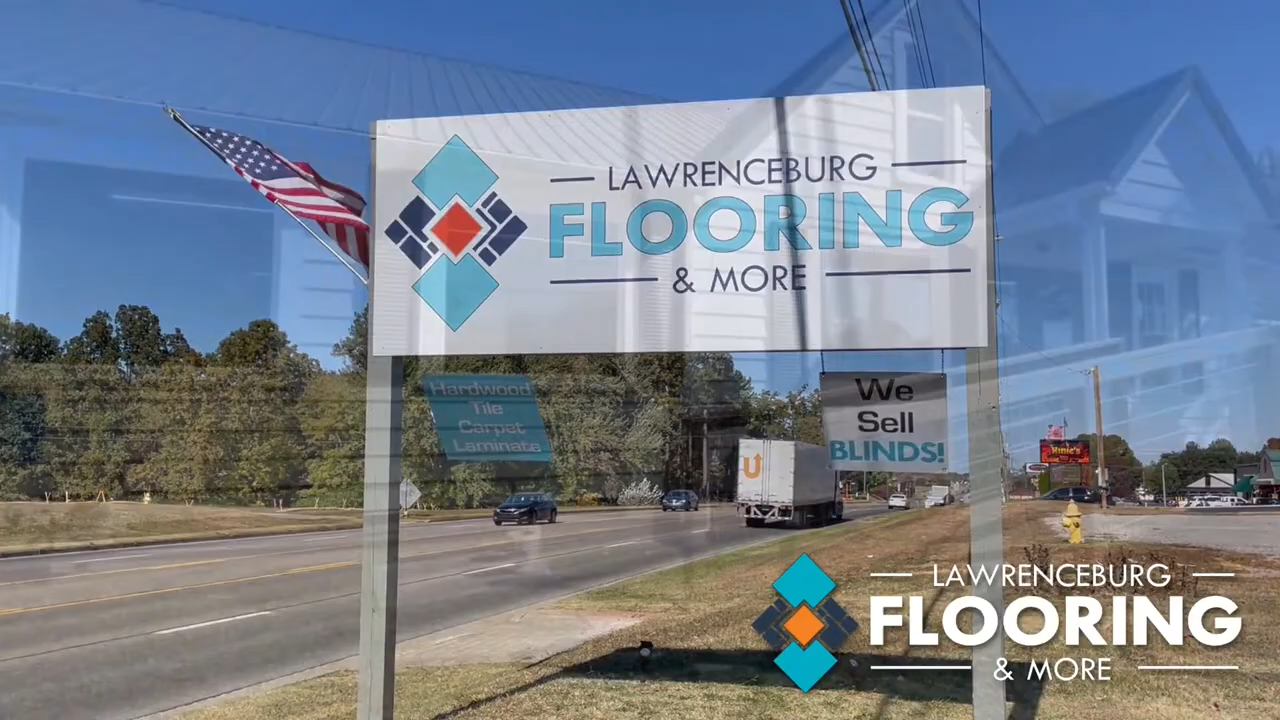 LAWRENCEBURG
FLOORING
& MORE
Hardwood
Tile
Carpet
Laminate
We
Sell
BLINDS!
LAWRENCEBURG
FLOORING
& MORE